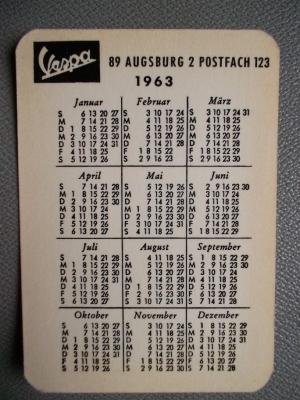 Vespa
89 AUGSBURG 2 POSTFACH 123
1963
Januar
S 6 13 20 27
M 7 14 21 28
D 1 8 15 22 29
M 2 9 16 23 30
D 3 10 17 24 31
F 4 11 18 25
S 5 12 19 26
Februar
S 3 10 17 24
M 4 11 18 25
D 5 12 19 26
M 6 13 20 27
D 7 14 21 28
F 1 8 15 22
S 2 9 16 23
März
S 3 10 17 24 31
M 4 11 18 25
D 5 12 19 26
M 6 13 20 27
D 7 14 21 28
F 1 8 15 22 29
S 2 9 16 23 30
April
S 7 14 21 28
M 1 8 15 22 29
D 2 9 16 23 30
M 3 10 17 24
D 4 11 18 25
F 5 12 19 26
S 6 13 20 27
Mai
S 5 12 19 26
M 6 13 20 27
D 7 14 21 28
M 1 8 15 22 29
D 2 9 16 23 30
F 3 10 17 24 31
S 4 11 18 25
Juni
S 2 9 16 23 30
M 3 10 17 24
D 4 11 18 25
M 5 12 19 26
D 6 13 20 27
F 7 14 21 28
S 1 8 15 22 29
Juli
S 7 14 21 28
M 1 8 15 22 29
D 2 9 16 23 30
M 3 10 17 24 31
D 4 11 18 25
F 5 12 19 26
S 6 13 20 27
August
S 4 11 18 25
M 5 12 19 26
D 6 13 20 27
M 7 14 21 28
D 1 8 15 22 29
F 2 9 16 23 30
S 3 10 17 24 31
September
S 1 8 15 22 29
M 2 9 16 23 30
D 3 10 17 24
M 4 11 18 25
D 5 12 19 26
F 6 13 20 27
S 7 14 21 28
Oktober
S 6 13 20 27
M 7 14 21 28
D 1 8 15 22 29
M 2 9 16 23 30
D 3 10 17 24 31
F 4 11 18 25
S 5 12 19 26
November
S 3 10 17 24
M 4 11 18 25
D 5 12 19 26
M 6 13 20 27
D 7 14 21 28
F 1 8 15 22 29
S 2 9 16 23 30
Dezember
S 1 8 15 22 29
M 2 9 16 23 30
D 3 10 17 24 31
M 4 11 18 25
D 5 12 19 26
F 6 13 20 27
S 7 14 21 28